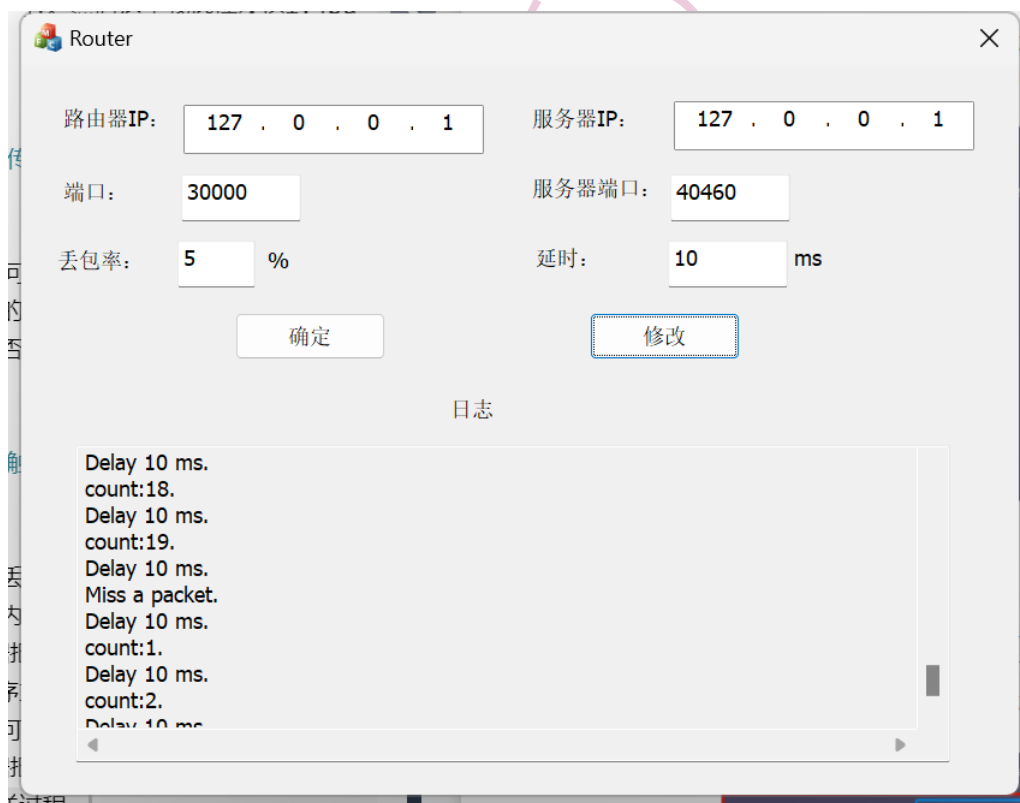 Router
路由器IP: 127 . 0 . 0 . 1 服务器IP: 127 . 0 . 0 . 1
端口: 30000 服务器端口: 40460
丢包率: 5 % 延时: 10 ms
确定 修改
日志
Delay 10 ms.
count:18.
Delay 10 ms.
count:19.
Delay 10 ms.
Miss a packet.
Delay 10 ms.
count:1.
Delay 10 ms.
count:2.
Delay 10 ms.